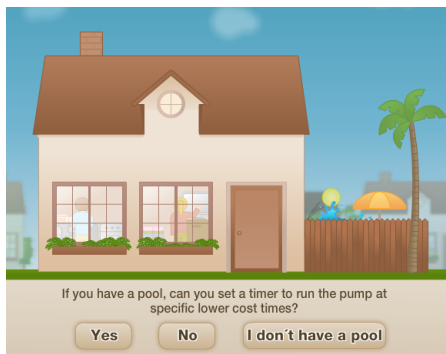 If you have a pool, can you set a timer to run the pump at
specific lower cost times?
Yes No I don´t have a pool